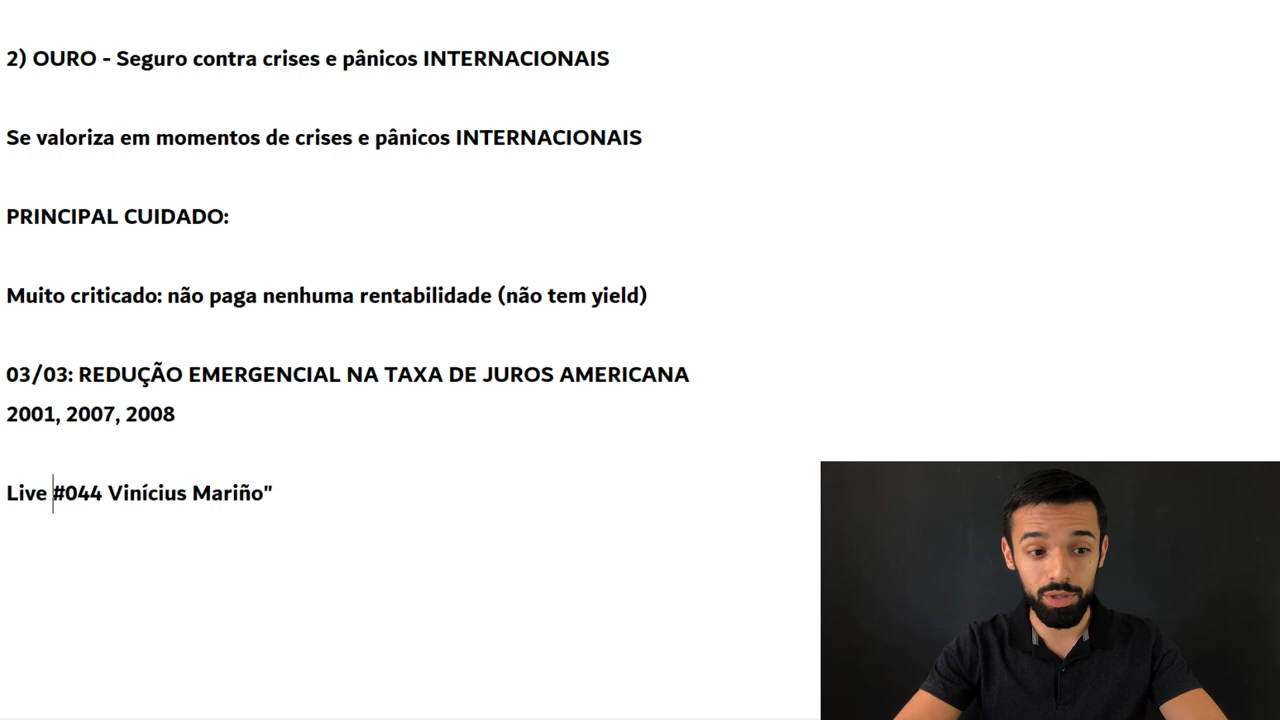 2) OURO - Seguro contra crises e pânicos INTERNACIONAIS
Se valoriza em momentos de crises e pânicos INTERNACIONAIS
PRINCIPAL CUIDADO:
Muito criticado: não paga nenhuma rentabilidade (não tem yield)
03/03: REDUÇÃO EMERGENCIAL NA TAXA DE JUROS AMERICANA
2001, 2007, 2008
Live #044 Vinícius Mariño"